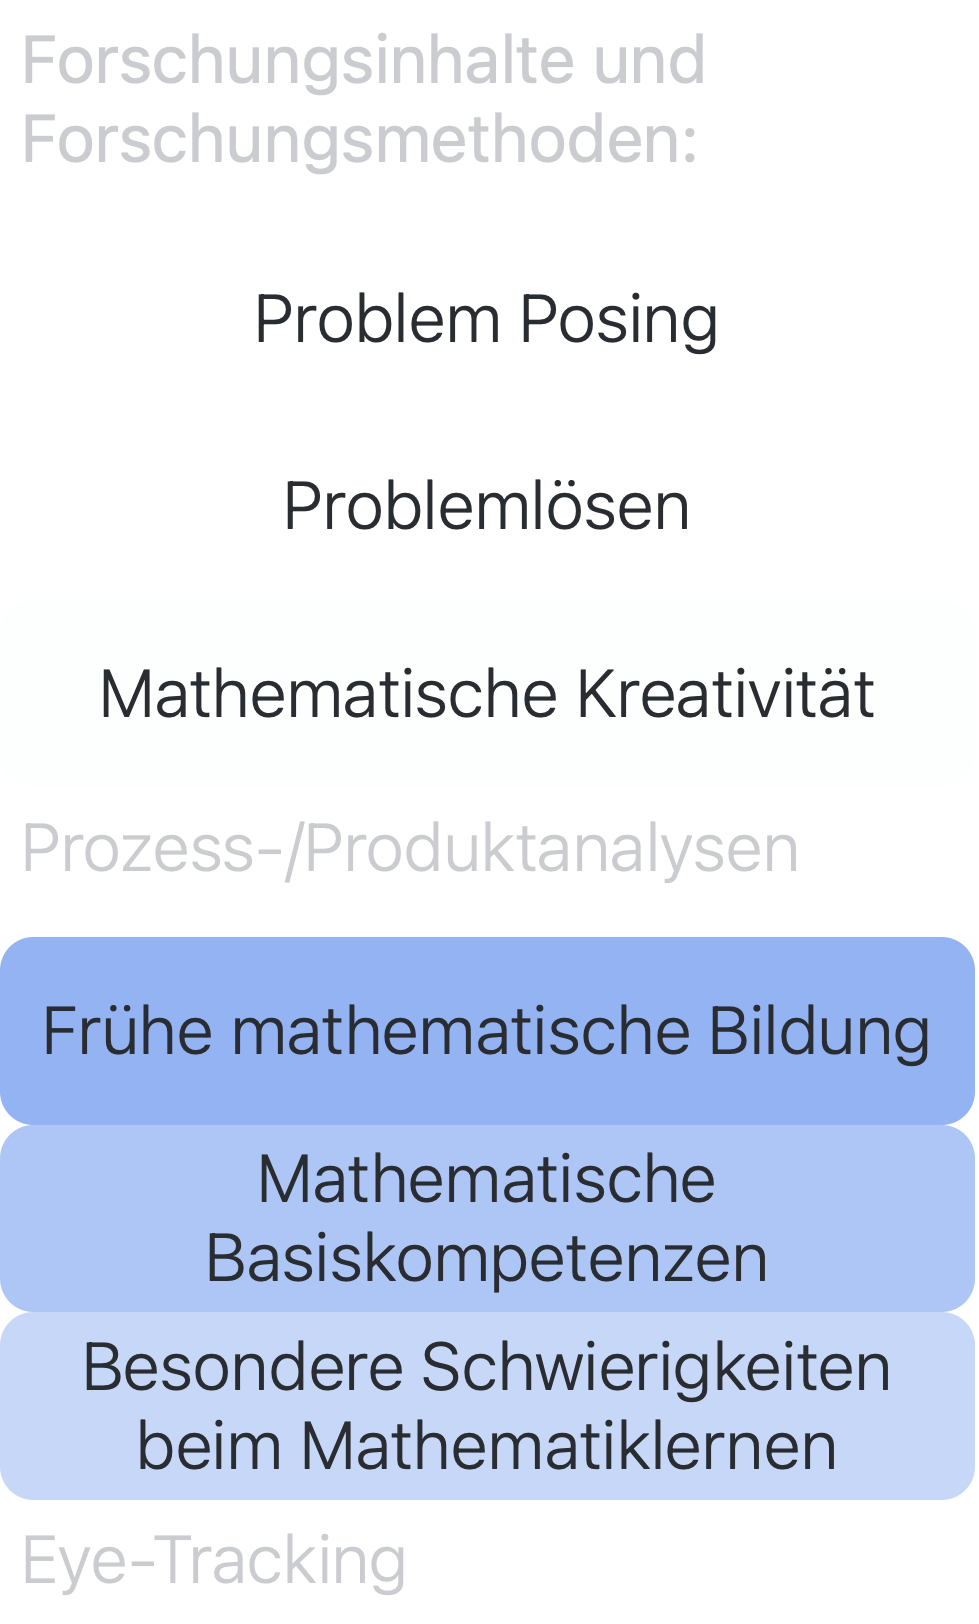 Forschungsinhalte und
Forschungsmethoden:
Problem Posing
Problemlösen
Mathematische Kreativität
Prozess-/Produktanalysen
Frühe mathematische Bildung
Mathematische
Basiskompetenzen
Besondere Schwierigkeiten
beim Mathematiklernen
Eye-Tracking